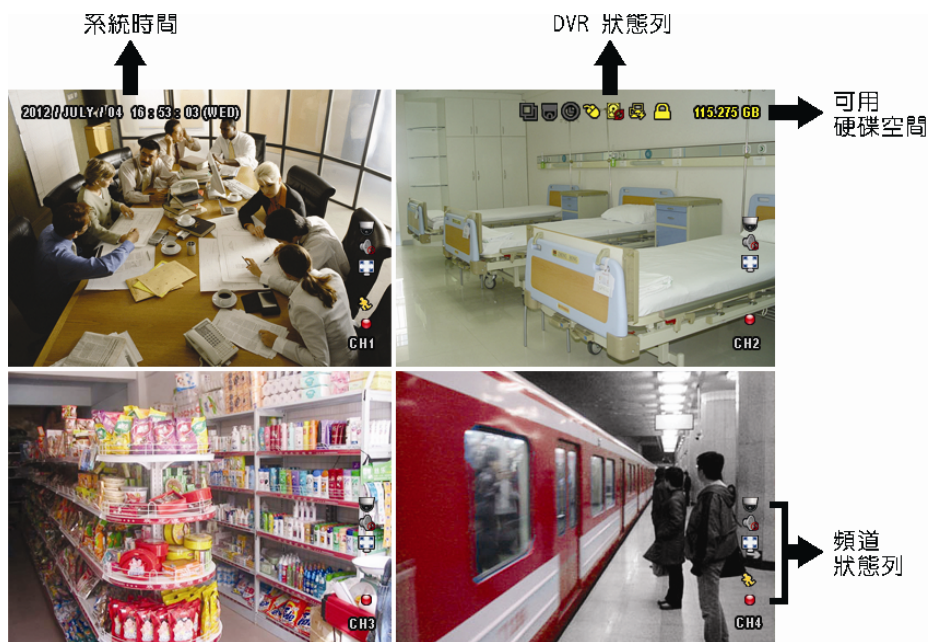 系統時間
DVR 狀態列
2012 / JULY / 04 16 : 53 : 03 (WED)
115.275 GB
可用
硬碟空間
CH1
CH2
頻道
狀態列
CH3
CH4